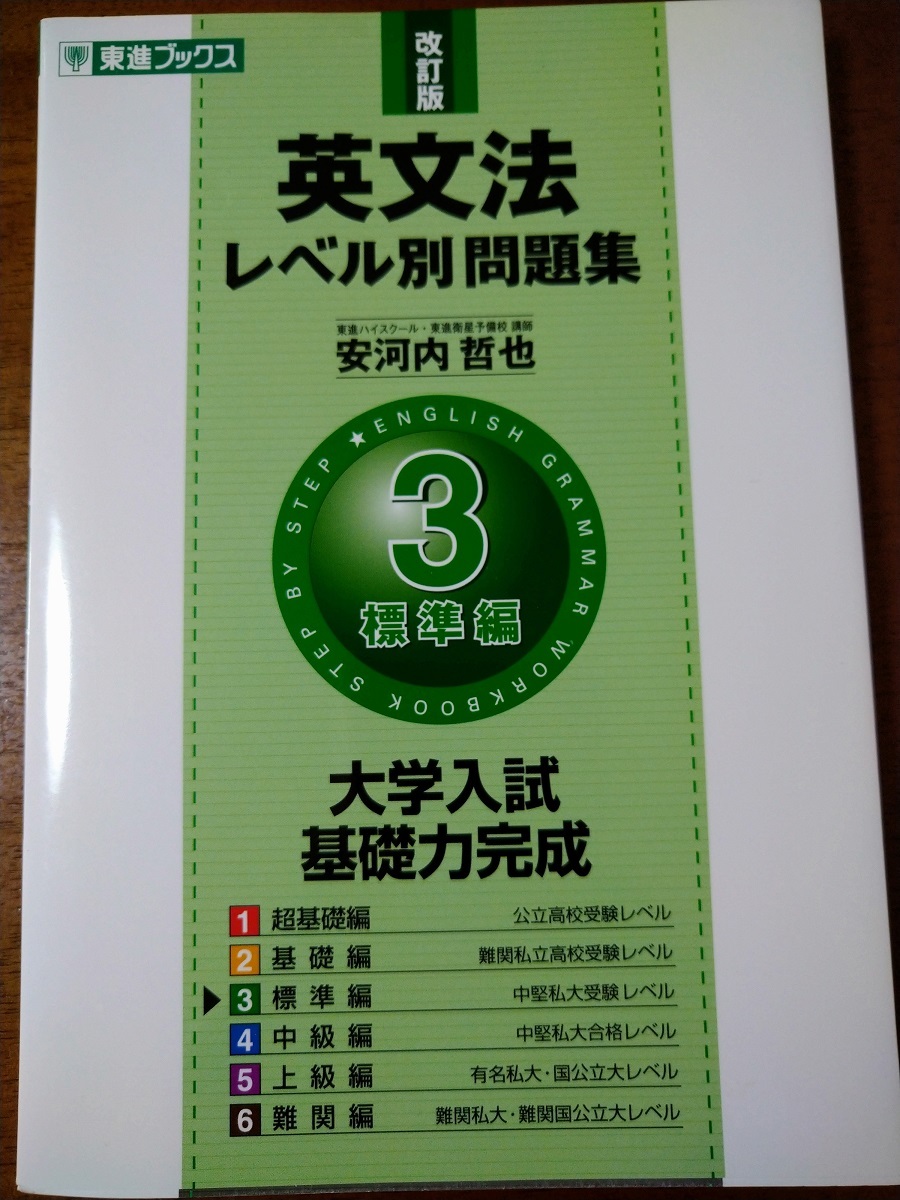 東進ブックス
改訂版
英文法
レベル別問題集
東進ハイスクール・東進衛星予備校 講師
安河内 哲也
STEP BY STEP ★ ENGLISH GRAMMAR WORKBOOK
3
標準編
大学入試
基礎力完成
1 超基礎編 公立高校受験レベル
2 基礎編 難関私立高校受験レベル
▶ 3 標準編 中堅私大受験レベル
4 中級編 中堅私大合格レベル
5 上級編 有名私大・国公立大レベル
6 難関編 難関私大・難関国公立大レベル